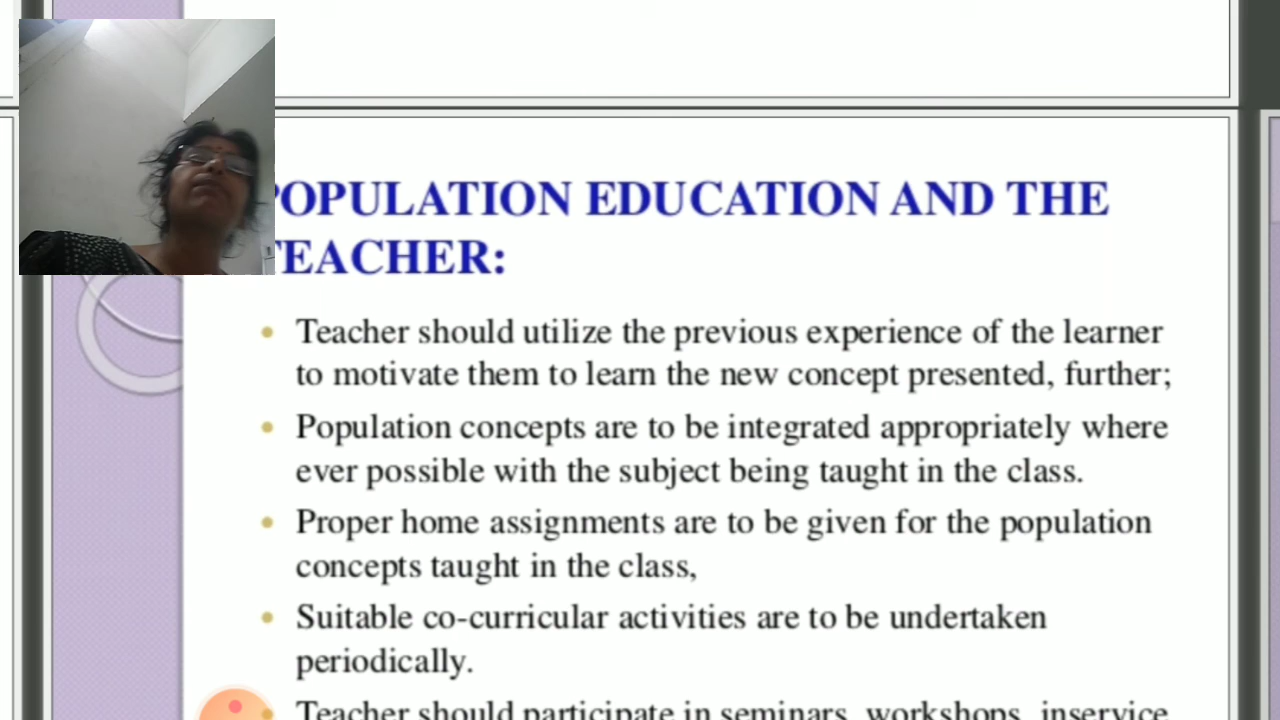 POPULATION EDUCATION AND THE
TEACHER:
Teacher should utilize the previous experience of the learner
to motivate them to learn the new concept presented, further;
Population concepts are to be integrated appropriately where
ever possible with the subject being taught in the class.
Proper home assignments are to be given for the population
concepts taught in the class,
Suitable co-curricular activities are to be undertaken
periodically.
Teacher should participate in seminars, workshops, inservice